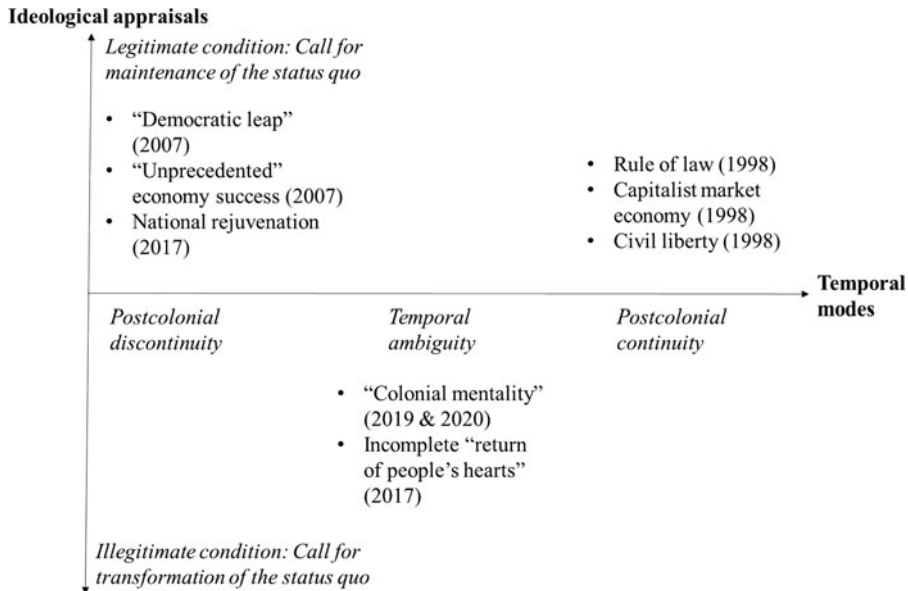 Ideological appraisals
Legitimate condition: Call for
maintenance of the status quo
• “Democratic leap”
(2007)
• “Unprecedented”
economy success (2007)
• National rejuvenation
(2017)
• Rule of law (1998)
• Capitalist market
economy (1998)
• Civil liberty (1998)
Temporal
modes
Postcolonial
discontinuity
Temporal
ambiguity
Postcolonial
continuity
• “Colonial mentality”
(2019 & 2020)
• Incomplete “return
of people’s hearts”
(2017)
Illegitimate condition: Call for
transformation of the status quo